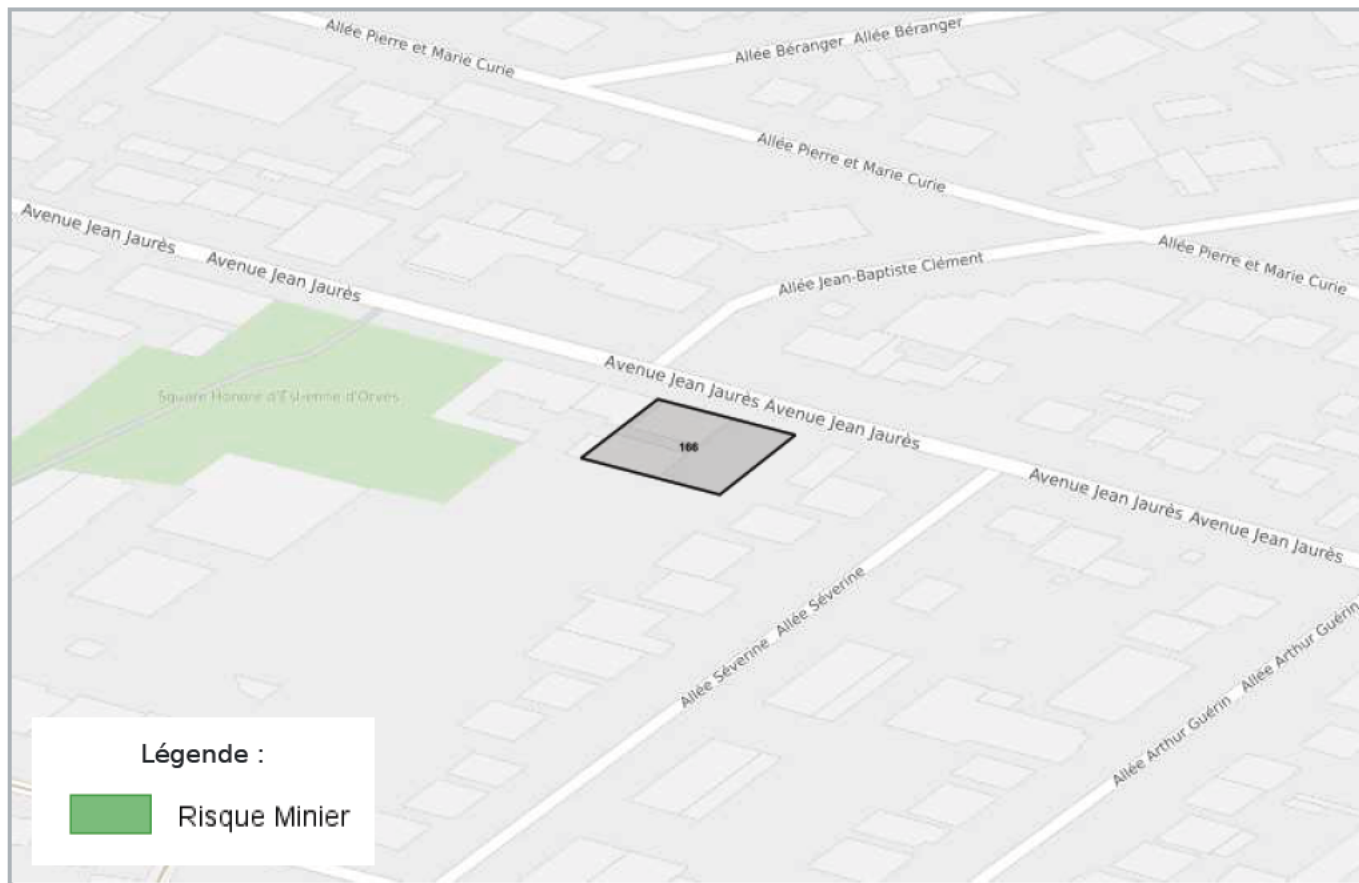 Allée Pierre et Marie Curie
Allée Béranger Allée Béranger
Allée Pierre et Marie Curie
Allée Pierre et Marie Curie
Avenue Jean Jaurès
Avenue Jean Jaurès
Allée Jean-Baptiste Clément
Square Honoré d'Estienne d'Orves
Avenue Jean Jaurès Avenue Jean Jaurès
166
Avenue Jean Jaurès Avenue Jean Jaurès
Allée Séverine Allée Séverine
Allée Arthur Guérin Allée Arthur Guérin
Légende :
Risque Minier